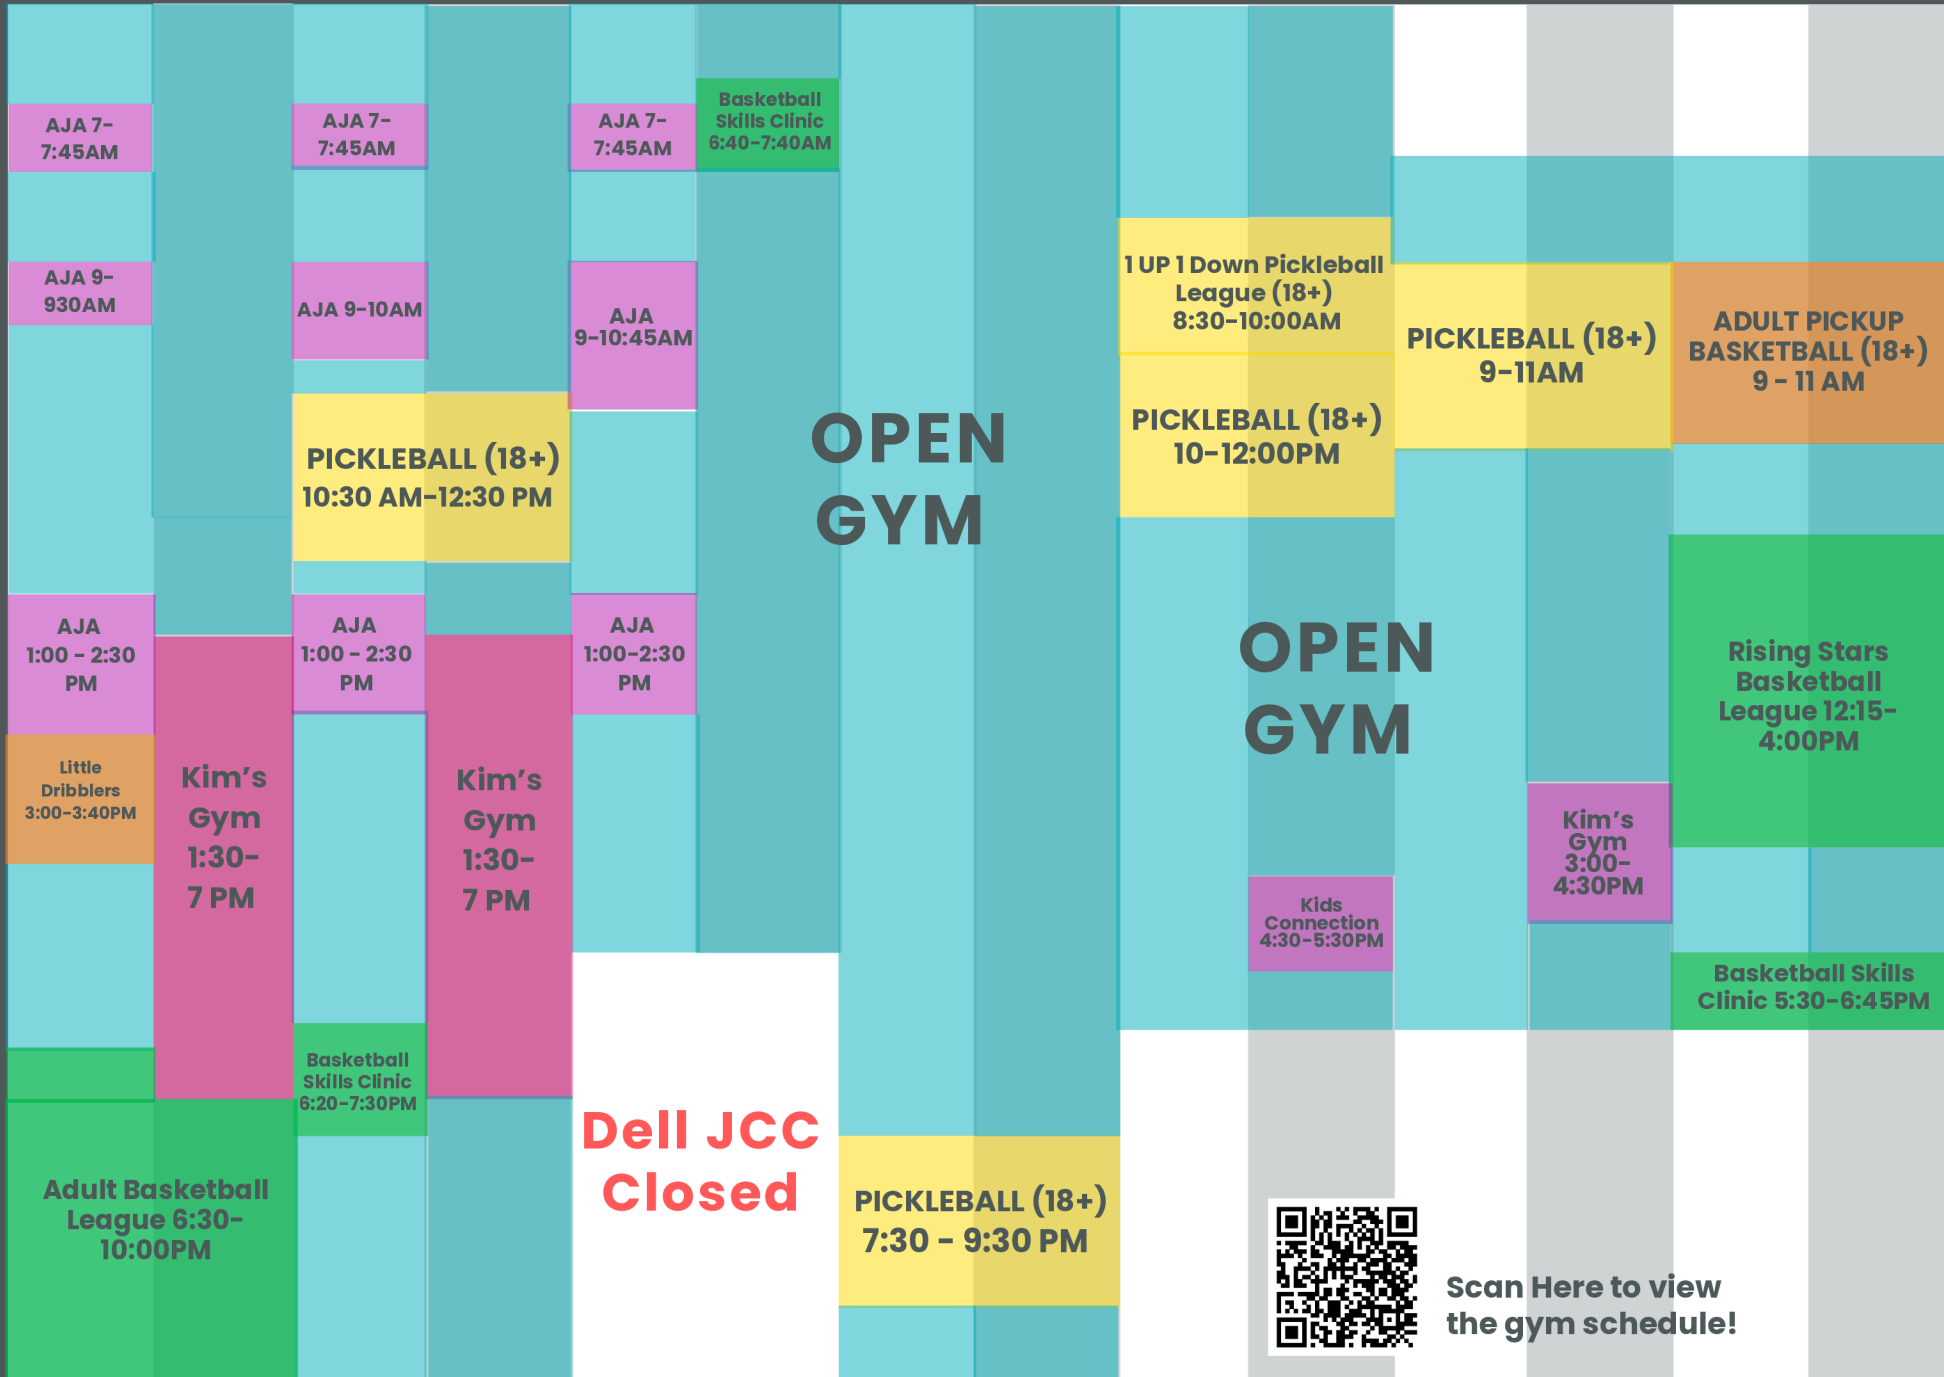 AJA 7-
7:45AM
AJA 9-
930AM
AJA
1:00 - 2:30
PM
Little
Dribblers
3:00-3:40PM
Adult Basketball
League 6:30-
10:00PM
Kim's
Gym
1:30-
7 PM
AJA 7-
7:45AM
AJA 9-10AM
PICKLEBALL (18+)
10:30 AM-12:30 PM
AJA
1:00 - 2:30
PM
Basketball
Skills Clinic
6:20-7:30PM
Kim's
Gym
1:30-
7 PM
AJA 7-
7:45AM
AJA
9-10:45AM
AJA
1:00-2:30
PM
Basketball
Skills Clinic
6:40-7:40AM
Dell JCC
Closed
OPEN
GYM
PICKLEBALL (18+)
7:30 - 9:30 PM
1 UP 1 Down Pickleball
League (18+)
8:30-10:00AM
PICKLEBALL (18+)
10-12:00PM
OPEN
GYM
Kids
Connection
4:30-5:30PM
PICKLEBALL (18+)
9-11AM
Kim's
Gym
3:00-
4:30PM
ADULT PICKUP
BASKETBALL (18+)
9 - 11 AM
Rising Stars
Basketball
League 12:15-
4:00PM
Basketball Skills
Clinic 5:30-6:45PM
Scan Here to view
the gym schedule!